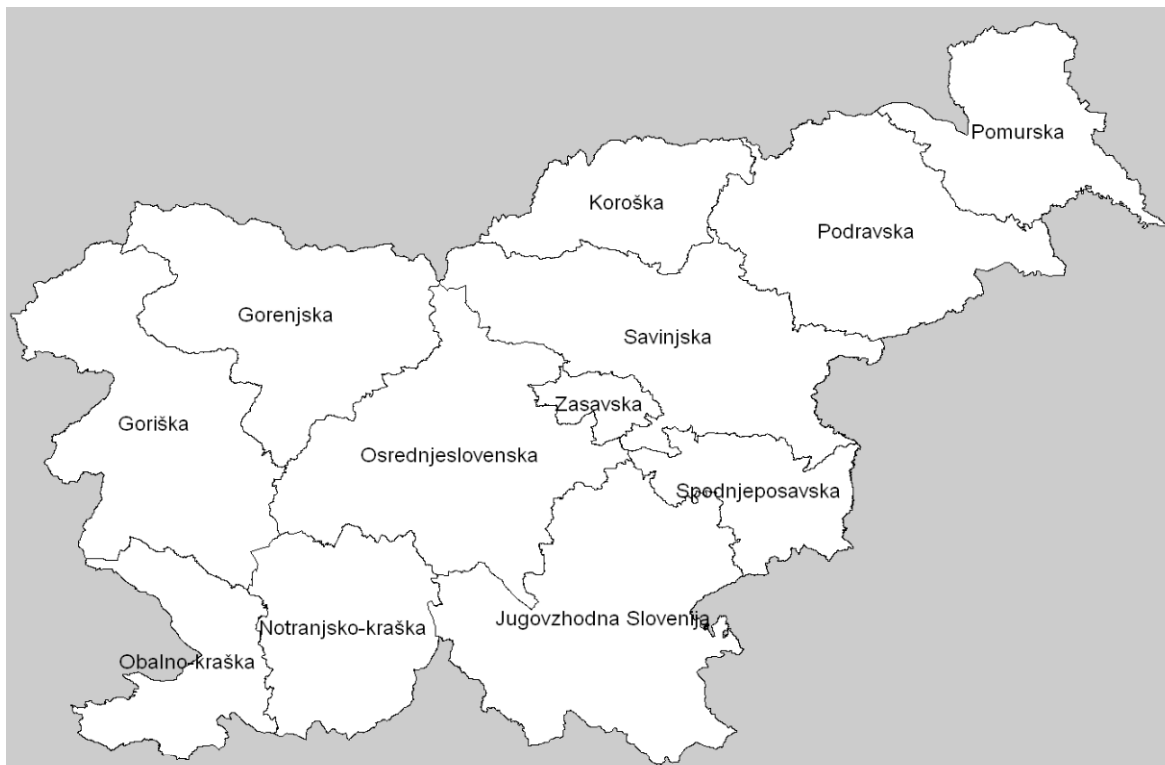 Pomurska
Koroška
Podravska
Gorenjska
Savinjska
Zasavska
Goriška
Osrednjeslovenska
Spodnjeposavska
Jugovzhodna Slovenija
Notranjsko-kraška
Obalno-kraška